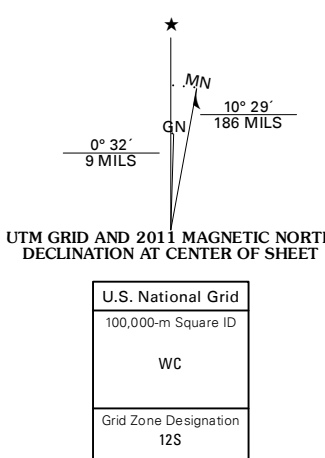 ★
MN
GN
10° 29´
186 MILS
0° 32´
9 MILS
UTM GRID AND 2011 MAGNETIC NORT
DECLINATION AT CENTER OF SHEET
U.S. National Grid
100,000-m Square ID
WC
Grid Zone Designation
12S